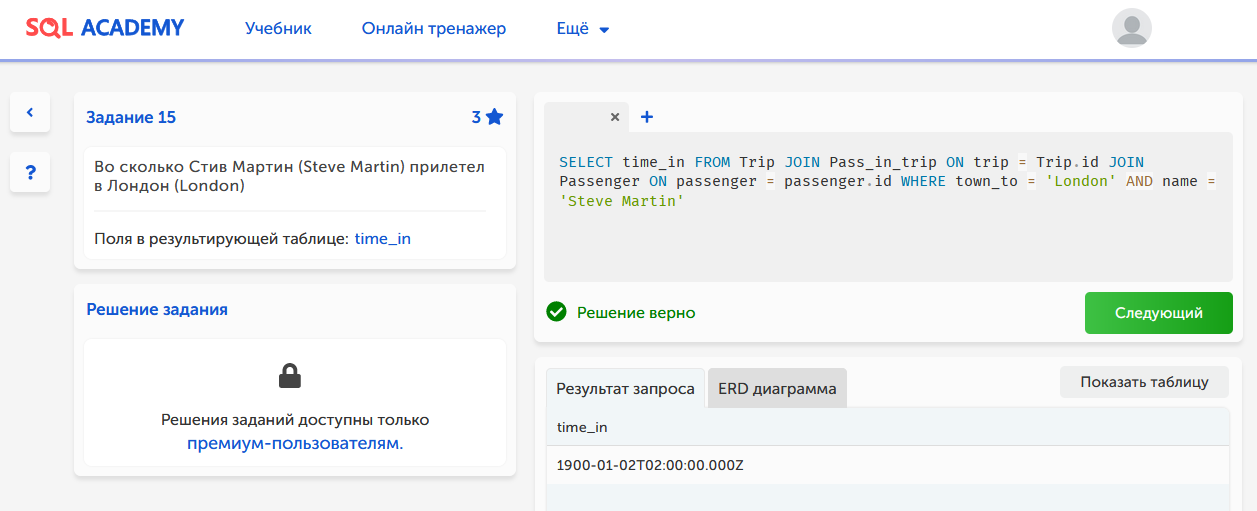 SQL ACADEMY
Учебник
Онлайн тренажер
Ещё
Задание 15
3
Во сколько Стив Мартин (Steve Martin) прилетел
в Лондон (London)
Поля в результирующей таблице: time_in
?
Решение задания
Решения заданий доступны только
премиум-пользователям.
× +
SELECT time_in FROM Trip JOIN Pass_in_trip ON trip = Trip.id JOIN
Passenger ON passenger = passenger.id WHERE town_to = 'London' AND name =
'Steve Martin'
Решение верно
Следующий
Результат запроса
ERD диаграмма
Показать таблицу
time_in
1900-01-02T02:00:00.000Z